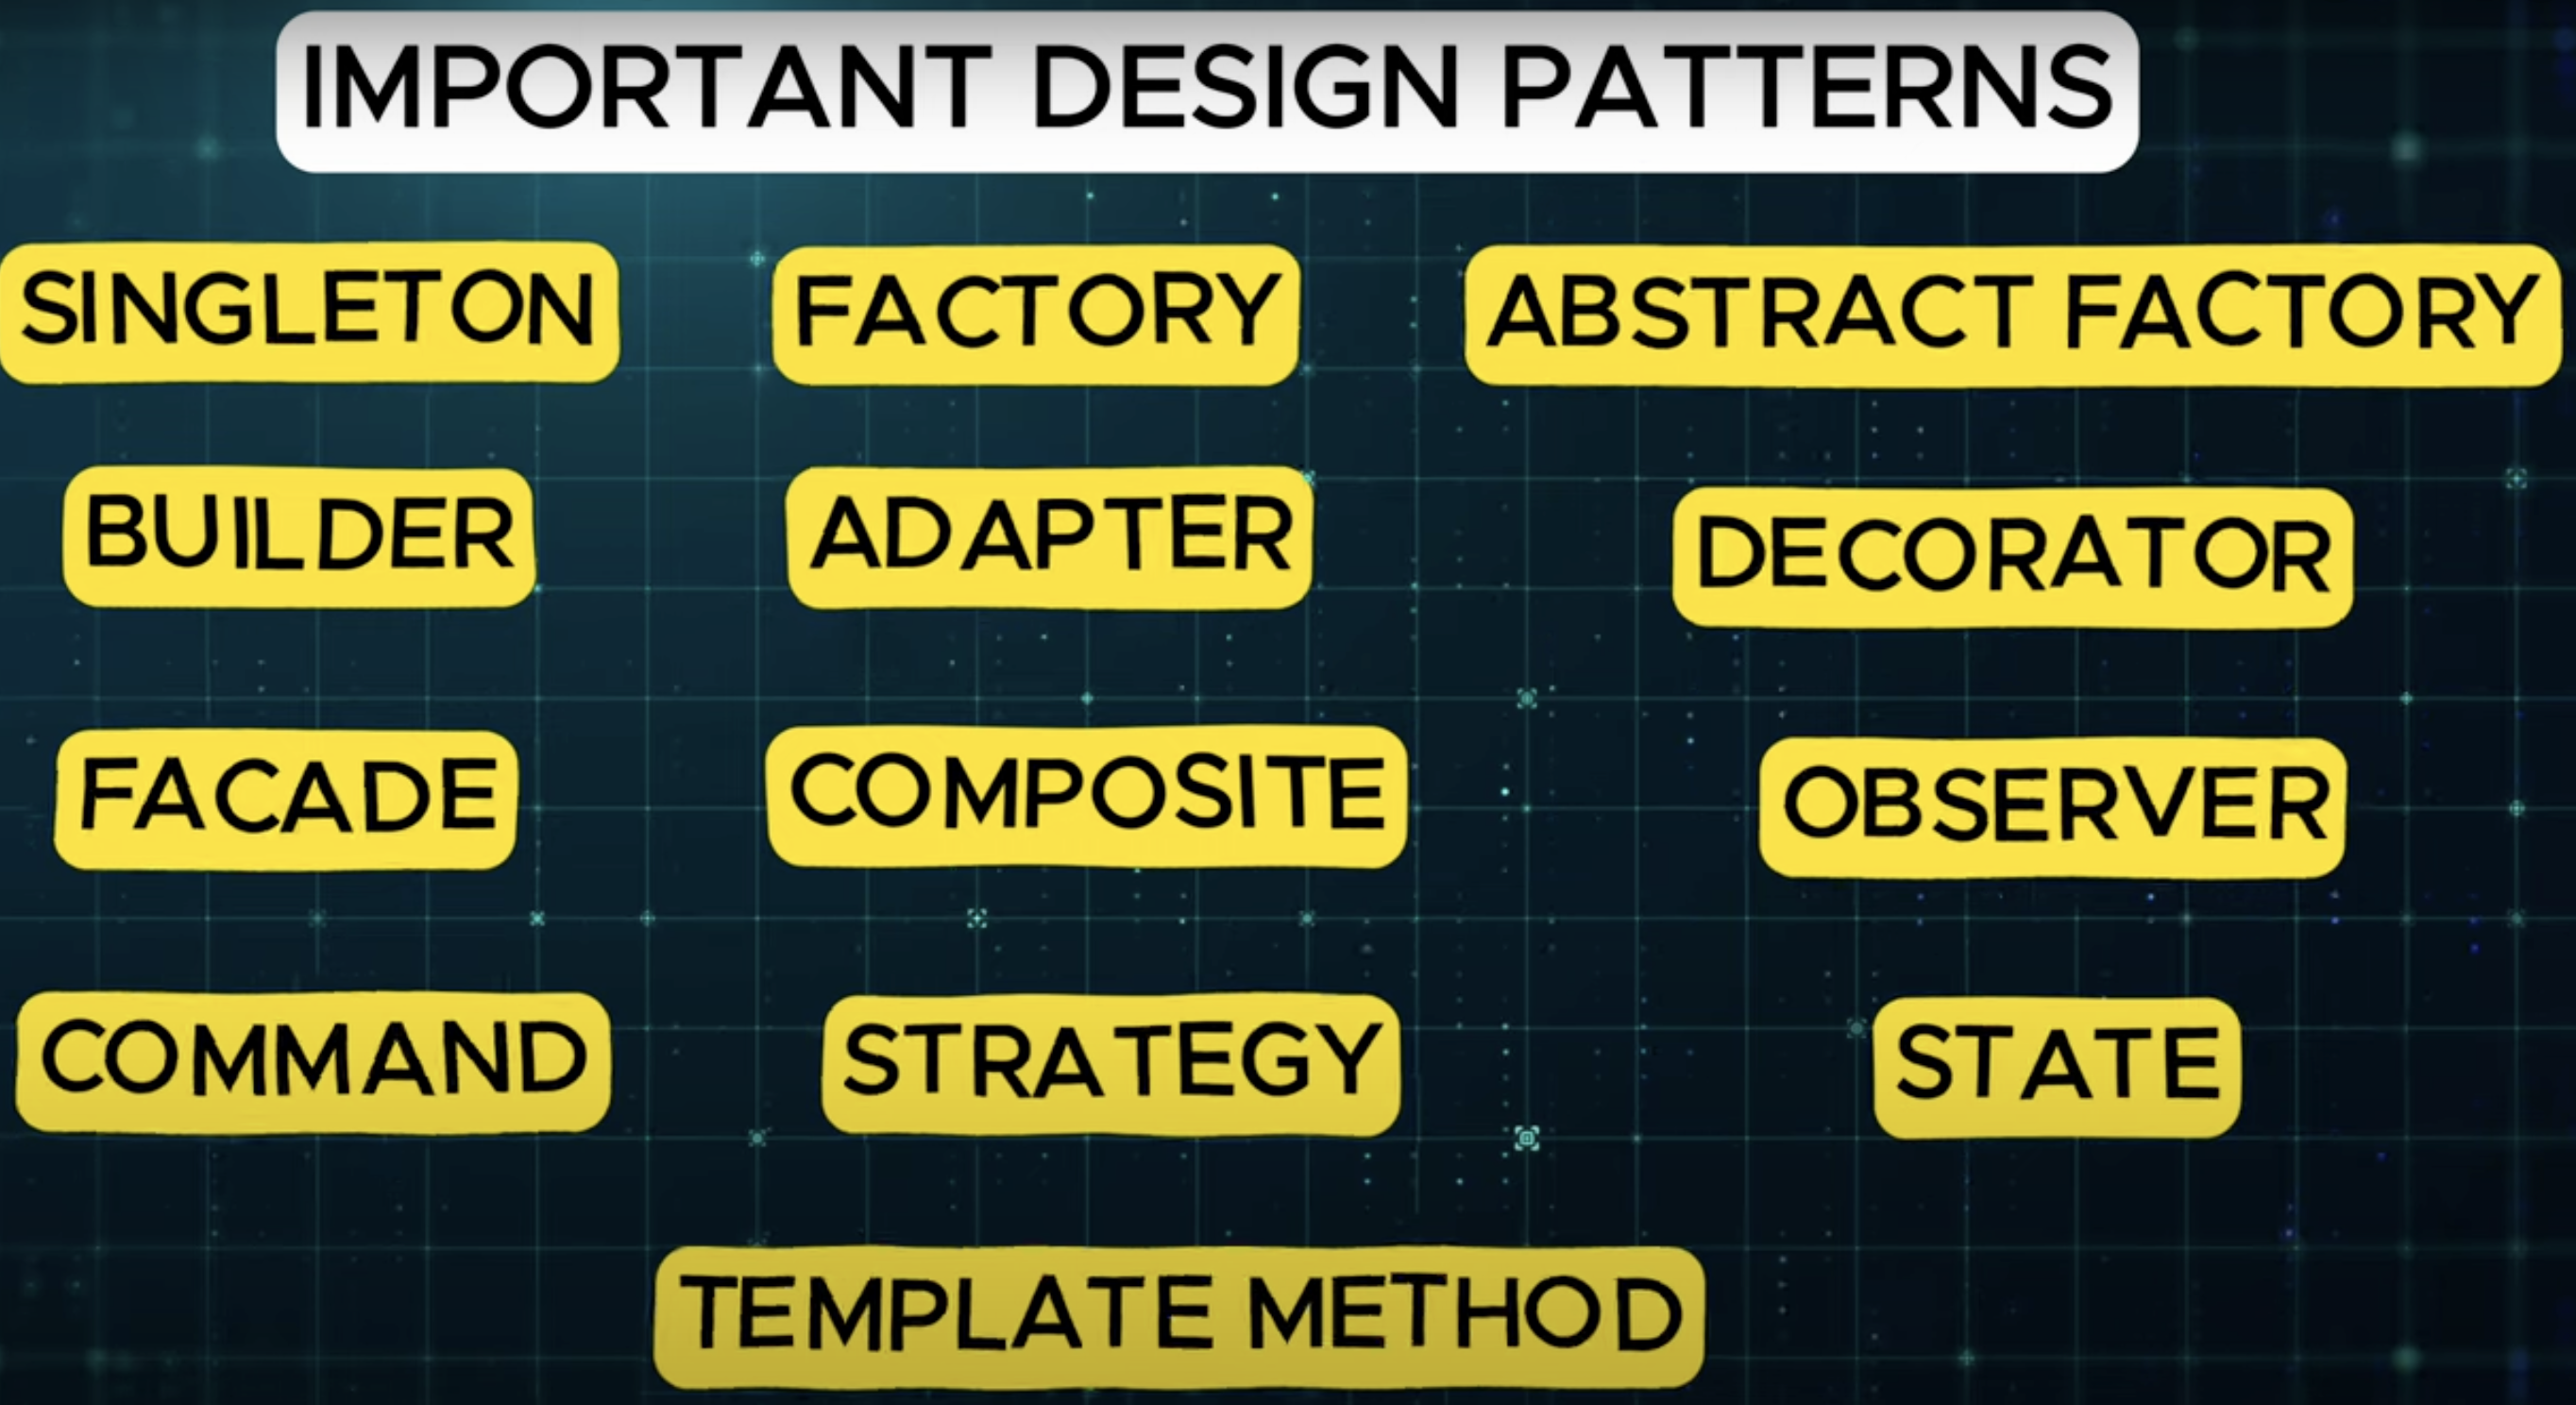 IMPORTANT DESIGN PATTERNS
SINGLETON
FACTORY
ABSTRACT FACTORY
BUILDER
ADAPTER
DECORATOR
FACADE
COMPOSITE
OBSERVER
COMMAND
STRATEGY
STATE
TEMPLATE METHOD